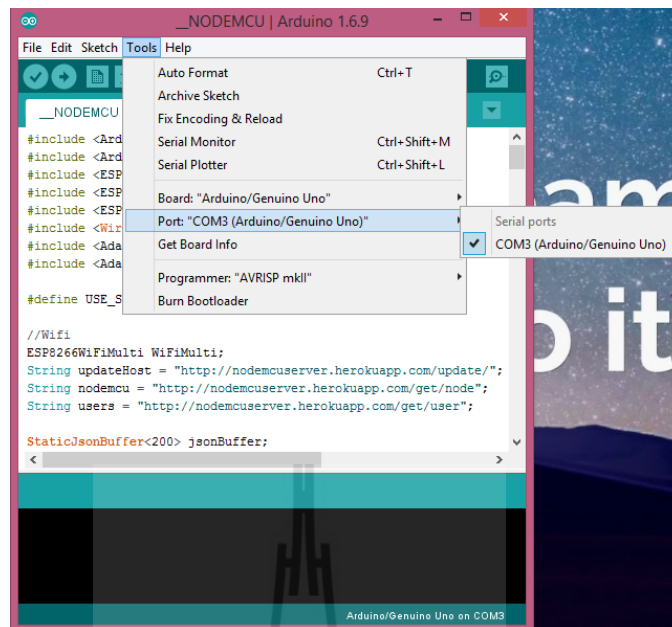 __NODEMCU | Arduino 1.6.9
File Edit Sketch Tools Help
Auto Format Ctrl+T
Archive Sketch
Fix Encoding & Reload
Serial Monitor Ctrl+Shift+M
Serial Plotter Ctrl+Shift+L
Board: "Arduino/Genuino Uno"
Port: "COM3 (Arduino/Genuino Uno)"
Get Board Info
Programmer: "AVRISP mkII"
Burn Bootloader
Serial ports
COM3 (Arduino/Genuino Uno)
__NODEMCU
#include <Ard
#include <Ard
#include <ESP
#include <ESP
#include <ESP
#include <Wir
#include <Ada
#include <Ada
#define USE_S
//Wifi
ESP8266WiFiMulti WiFiMulti;
String updateHost = "http://nodemcuserver.herokuapp.com/update/";
String nodemcu = "http://nodemcuserver.herokuapp.com/get/node";
String users = "http://nodemcuserver.herokuapp.com/get/user";
StaticJsonBuffer<200> jsonBuffer;
Arduino/Genuino Uno on COM3
it